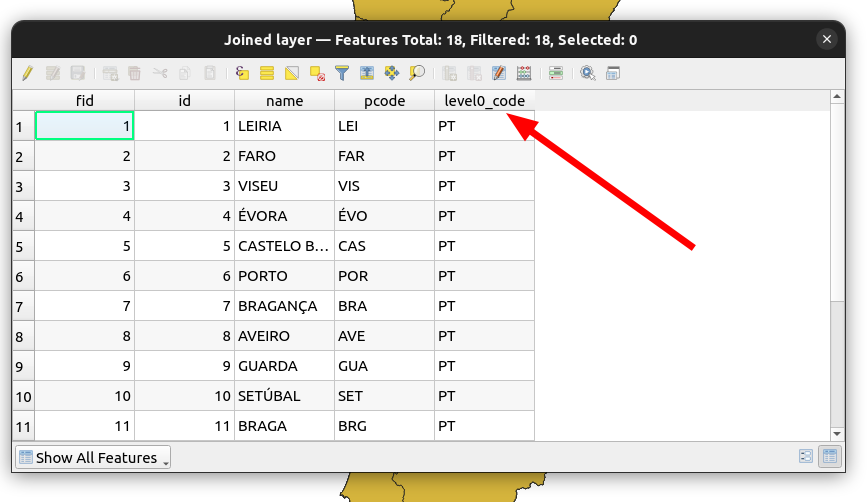 Joined layer — Features Total: 18, Filtered: 18, Selected: 0
fid id name pcode level0_code
1 1 1 LEIRIA LEI PT
2 2 2 FARO FAR PT
3 3 3 VISEU VIS PT
4 4 4 ÉVORA ÉVO PT
5 5 5 CASTELO B… CAS PT
6 6 6 PORTO POR PT
7 7 7 BRAGANÇA BRA PT
8 8 8 AVEIRO AVE PT
9 9 9 GUARDA GUA PT
10 10 10 SETÚBAL SET PT
11 11 11 BRAGA BRG PT
Show All Features